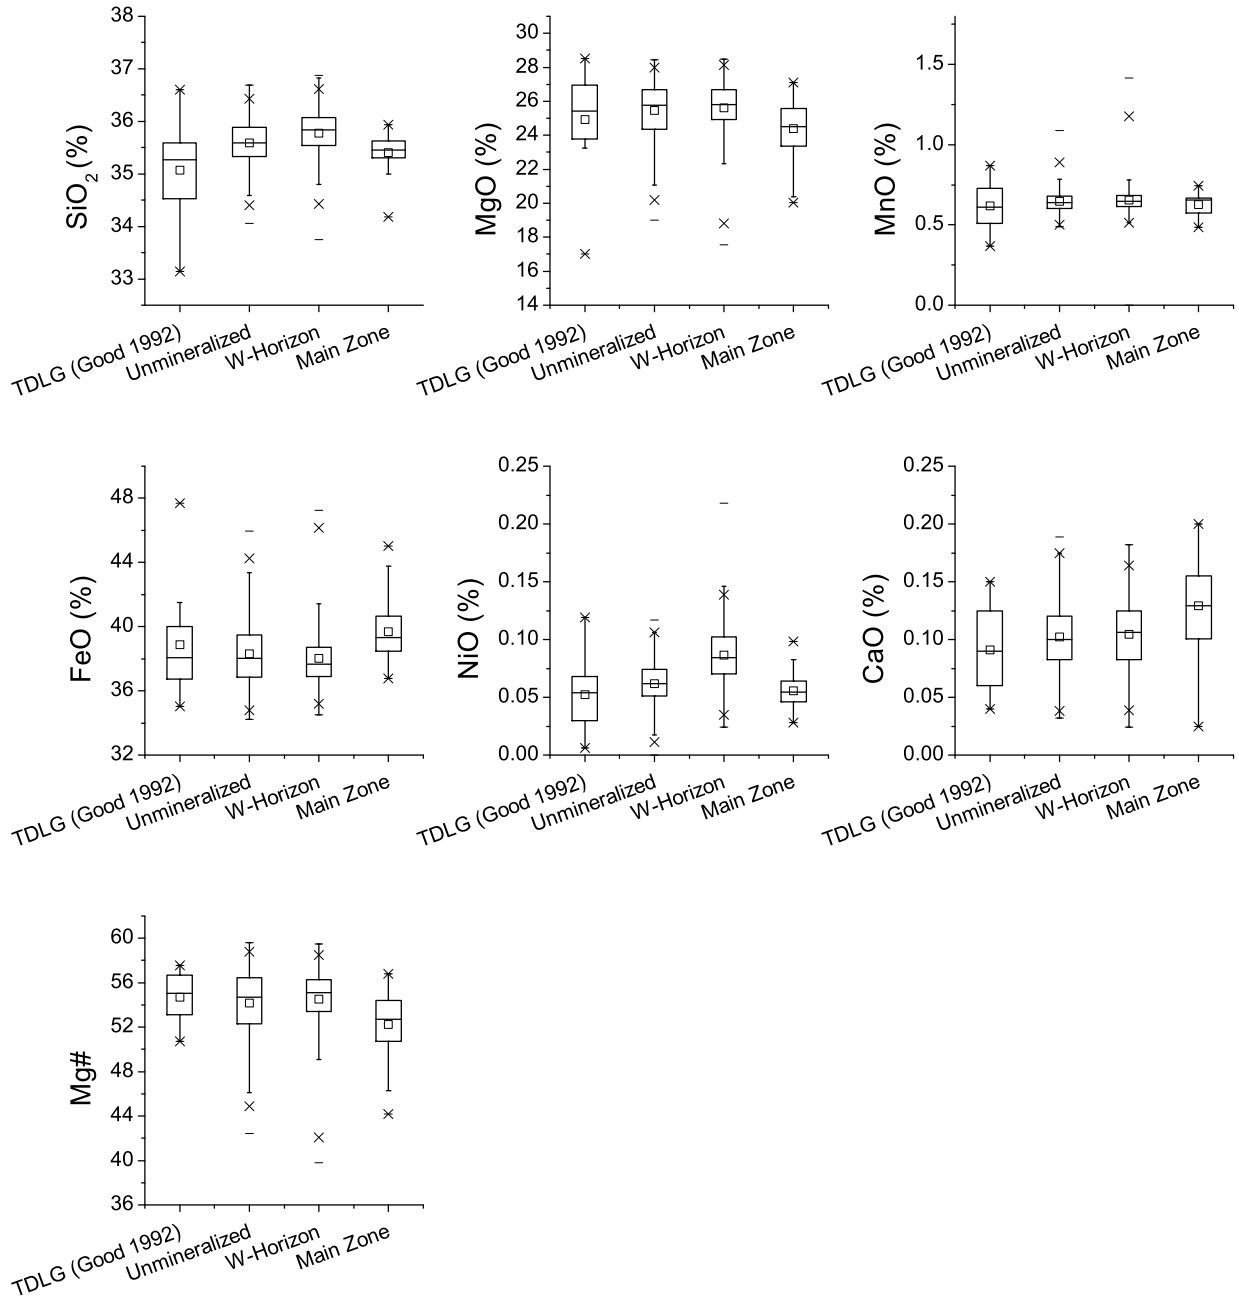 38
37
36
35
34
33
SiO2 (%)
TDLG (Good 1992)
Unmineralized
W-Horizon
Main Zone
30
28
26
24
22
20
18
16
14
MgO (%)
TDLG (Good 1992)
Unmineralized
W-Horizon
Main Zone
1.5
1.0
0.5
0.0
MnO (%)
TDLG (Good 1992)
Unmineralized
W-Horizon
Main Zone
48
44
40
36
32
FeO (%)
TDLG (Good 1992)
Unmineralized
W-Horizon
Main Zone
0.25
0.20
0.15
0.10
0.05
0.00
NiO (%)
TDLG (Good 1992)
Unmineralized
W-Horizon
Main Zone
0.25
0.20
0.15
0.10
0.05
0.00
CaO (%)
TDLG (Good 1992)
Unmineralized
W-Horizon
Main Zone
60
56
52
48
44
40
36
Mg#
TDLG (Good 1992)
Unmineralized
W-Horizon
Main Zone